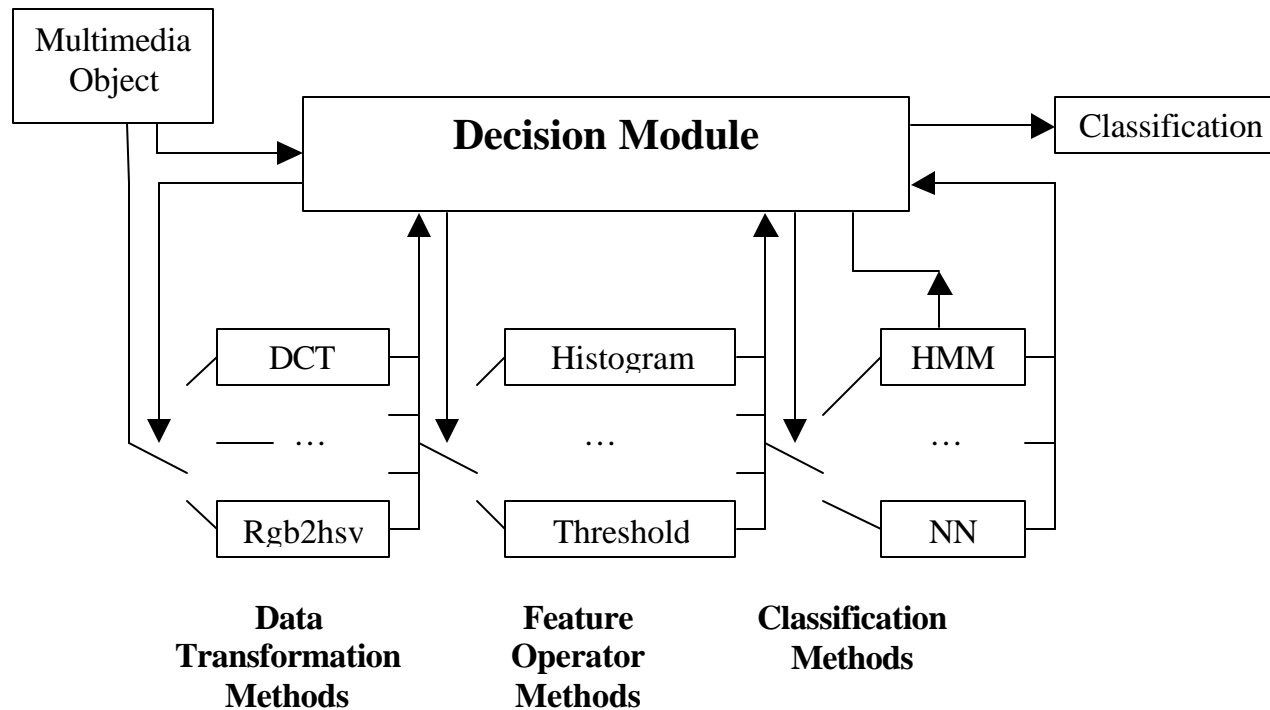 Multimedia
Object
Decision Module
Classification
DCT
Histogram
HMM
…
…
…
Rgb2hsv
Threshold
NN
Data
Transformation
Methods
Feature
Operator
Methods
Classification
Methods